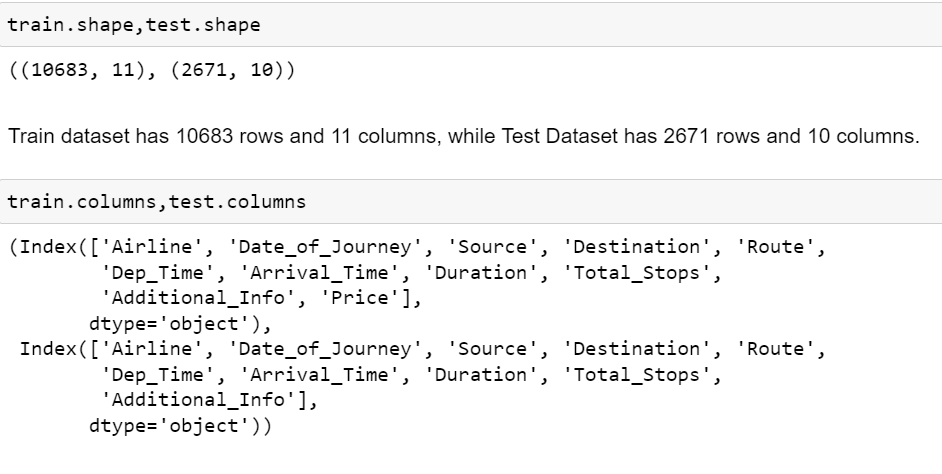 train.shape,test.shape
((10683, 11), (2671, 10))
Train dataset has 10683 rows and 11 columns, while Test Dataset has 2671 rows and 10 columns.
train.columns,test.columns
(Index(['Airline', 'Date_of_Journey', 'Source', 'Destination', 'Route',
        'Dep_Time', 'Arrival_Time', 'Duration', 'Total_Stops',
        'Additional_Info', 'Price'],
       dtype='object'),
 Index(['Airline', 'Date_of_Journey', 'Source', 'Destination', 'Route',
        'Dep_Time', 'Arrival_Time', 'Duration', 'Total_Stops',
        'Additional_Info'],
       dtype='object'))